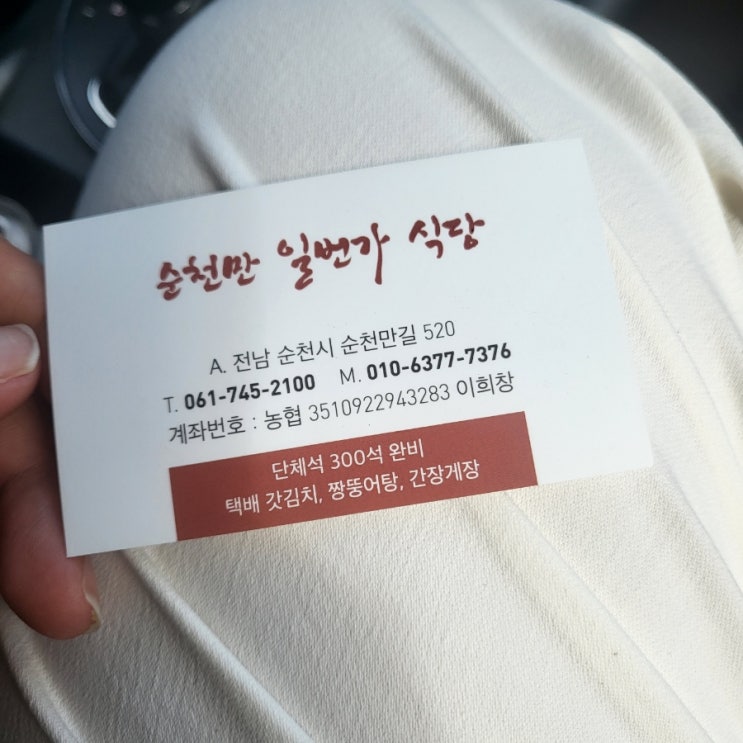 순천만 일번가 식당
A. 전남 순천시 순천만길 520
T. 061-745-2100 M. 010-6377-7376
계좌번호 : 농협 3510922943283 이희창
단체석 300석 완비
택배 갓김치, 짱뚱어탕, 간장게장